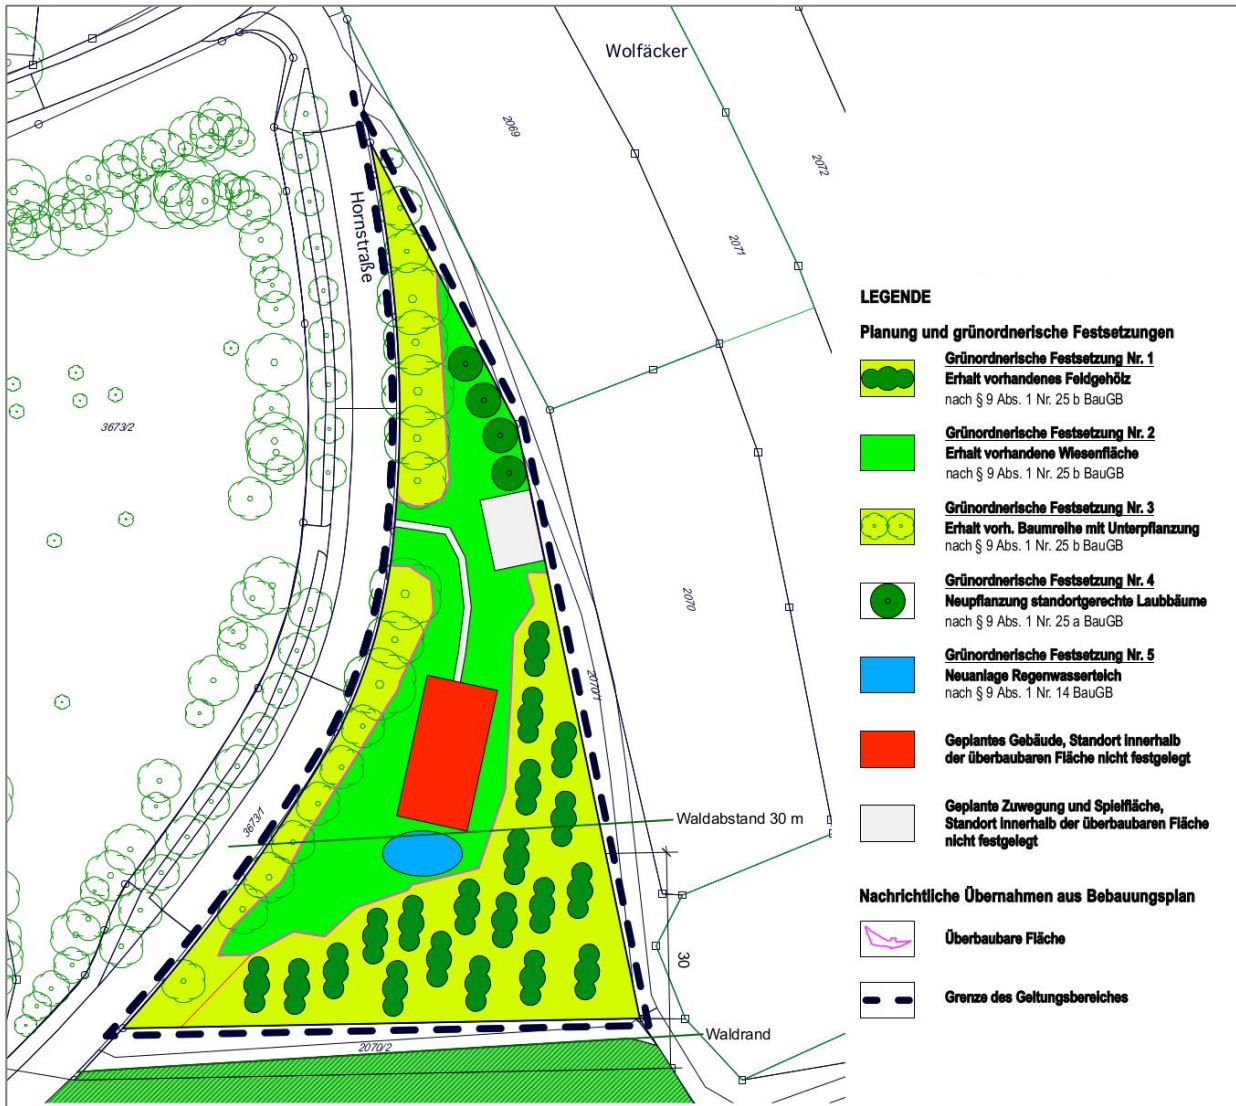 Wolfäcker
2069
2072
2071
Hornstraße
3673/2
2070
2070/1
3673/1
Waldabstand 30 m
30
Waldrand
2070/2
LEGENDE
Planung und grünordnerische Festsetzungen
Grünordnerische Festsetzung Nr. 1
Erhalt vorhandenes Feldgehölz
nach § 9 Abs. 1 Nr. 25 b BauGB
Grünordnerische Festsetzung Nr. 2
Erhalt vorhandene Wiesenfläche
nach § 9 Abs. 1 Nr. 25 b BauGB
Grünordnerische Festsetzung Nr. 3
Erhalt vorh. Baumreihe mit Unterpflanzung
nach § 9 Abs. 1 Nr. 25 b BauGB
Grünordnerische Festsetzung Nr. 4
Neupflanzung standortgerechte Laubbäume
nach § 9 Abs. 1 Nr. 25 a BauGB
Grünordnerische Festsetzung Nr. 5
Neuanlage Regenwasserteich
nach § 9 Abs. 1 Nr. 14 BauGB
Geplantes Gebäude, Standort innerhalb
der überbaubaren Fläche nicht festgelegt
Geplante Zuwegung und Spielfläche,
Standort innerhalb der überbaubaren Fläche
nicht festgelegt
Nachrichtliche Übernahmen aus Bebauungsplan
Überbaubare Fläche
Grenze des Geltungsbereiches